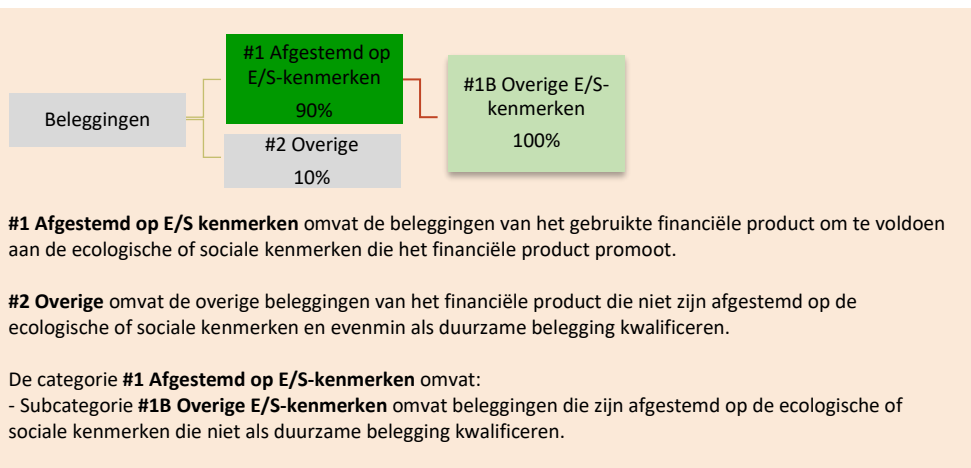 #1 Afgestemd op
E/S-kenmerken
90%
#1B Overige E/S-
kenmerken
100%
Beleggingen
#2 Overige
10%
#1 Afgestemd op E/S kenmerken omvat de beleggingen van het gebruikte financiële product om te voldoen
aan de ecologische of sociale kenmerken die het financiële product promoot.
#2 Overige omvat de overige beleggingen van het financiële product die niet zijn afgestemd op de
ecologische of sociale kenmerken en evenmin als duurzame belegging kwalificeren.
De categorie #1 Afgestemd op E/S-kenmerken omvat:
- Subcategorie #1B Overige E/S-kenmerken omvat beleggingen die zijn afgestemd op de ecologische of
sociale kenmerken die niet als duurzame belegging kwalificeren.